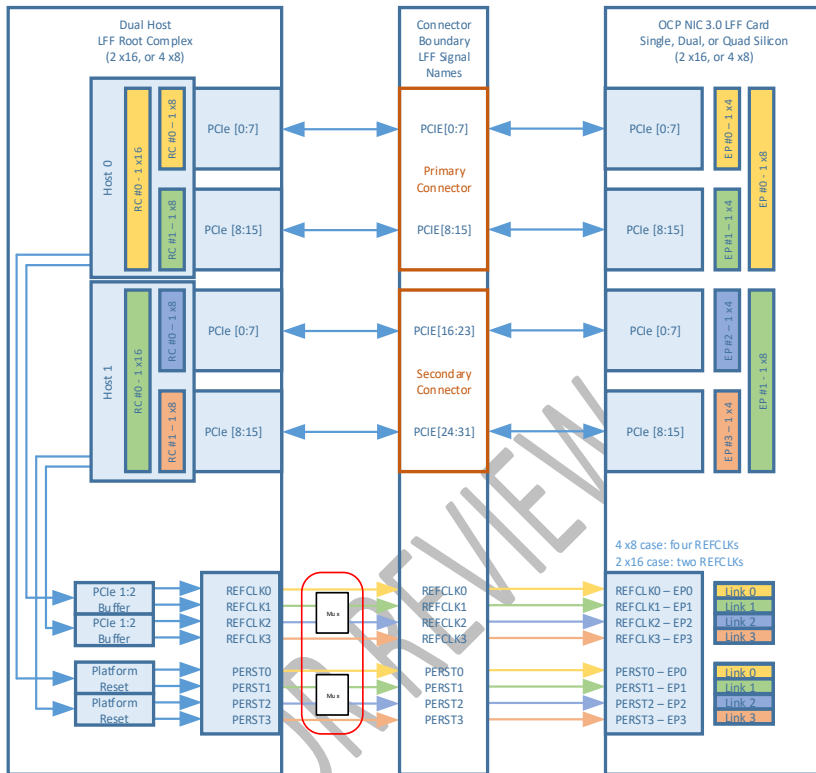 Dual Host
LFF Root Complex
(2 x16, or 4 x8)
Connector
Boundary
LFF Signal
Names
OCP NIC 3.0 LFF Card
Single, Dual, or Quad Silicon
(2 x16, or 4 x8)
Host 0
RC #0 – 1 x16
RC #0 – 1 x8
RC #1 – 1 x8
PCIe [0:7]
PCIe [8:15]
PCIE[0:7]
Primary
Connector
PCIE[8:15]
PCIe [0:7]
PCIe [8:15]
EP #0 – 1 x4
EP #1 – 1 x4
EP #0 - 1 x8
Host 1
RC #0 – 1 x16
RC #0 – 1 x8
RC #1 – 1 x8
PCIe [0:7]
PCIe [8:15]
PCIE[16:23]
Secondary
Connector
PCIE[24:31]
PCIe [0:7]
PCIe [8:15]
EP #2 – 1 x4
EP #3 – 1 x4
EP #1 - 1 x8
4 x8 case: four REFCLKs
2 x16 case: two REFCLKs
PCIe 1:2
Buffer
PCIe 1:2
Buffer
REFCLK0
REFCLK1
REFCLK2
REFCLK3
Mux
REFCLK0
REFCLK1
REFCLK2
REFCLK3
REFCLK0 – EP0
REFCLK1 – EP1
REFCLK2 – EP2
REFCLK3 – EP3
Link 0
Link 1
Link 2
Link 3
Platform
Reset
Platform
Reset
PERST0
PERST1
PERST2
PERST3
Mux
PERST0
PERST1
PERST2
PERST3
PERST0 – EP0
PERST1 – EP1
PERST2 – EP2
PERST3 – EP3
Link 0
Link 1
Link 2
Link 3
REVIEW